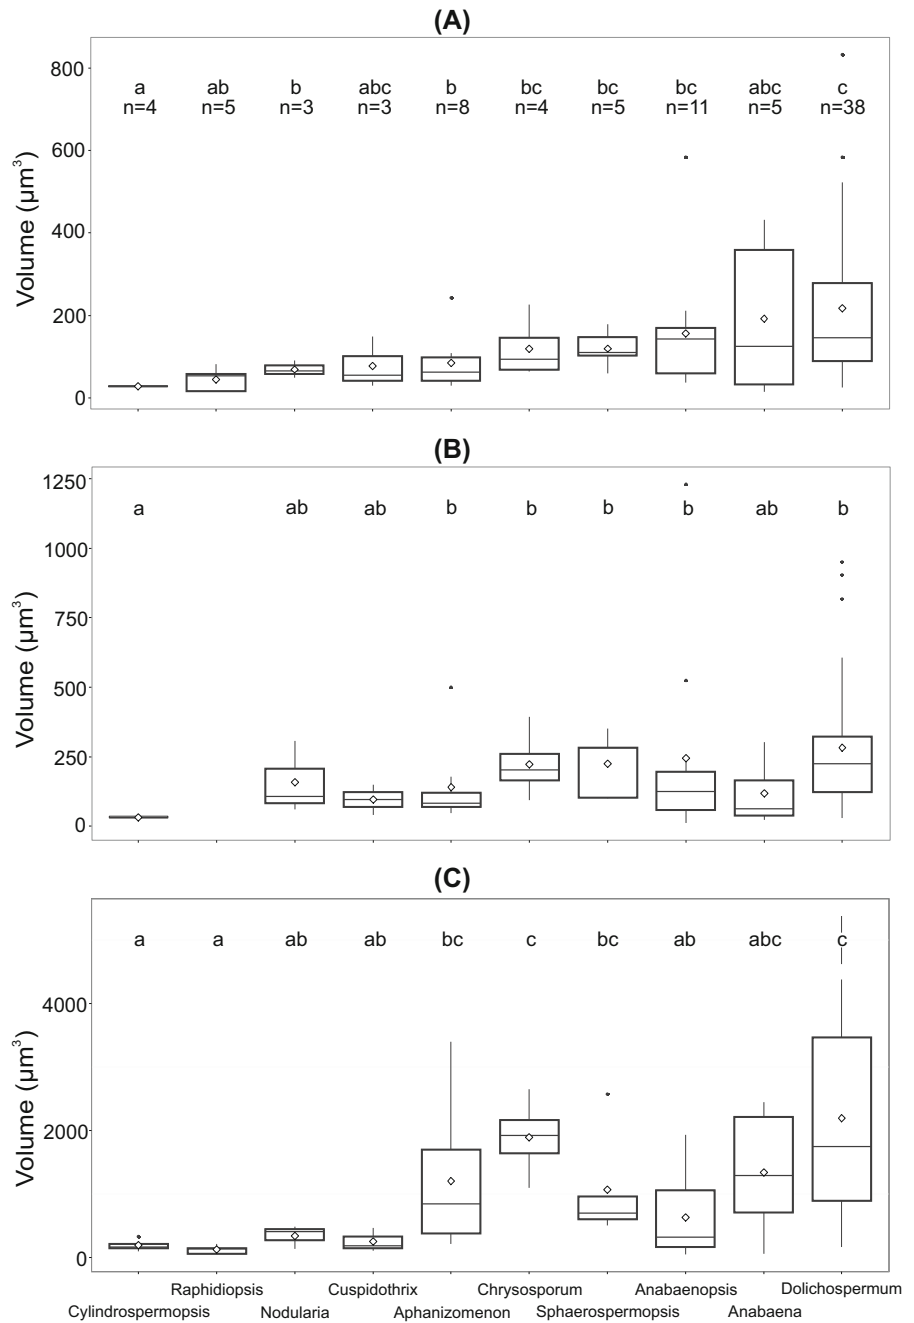 (A)
800
600
400
200
0
Volume (µm³)
a ab b abc b bc bc bc abc c
n=4 n=5 n=3 n=3 n=8 n=4 n=5 n=11 n=5 n=38
(B)
1250
1000
750
500
250
0
Volume (µm³)
a ab ab b b b b ab b
(C)
4000
2000
0
Volume (µm³)
a a ab ab bc c bc ab abc c
Raphidiopsis Cuspidothrix Chrysosporum Anabaenopsis Dolichospermum
Cylindrospermopsis Nodularia Aphanizomenon Sphaerospermopsis Anabaena